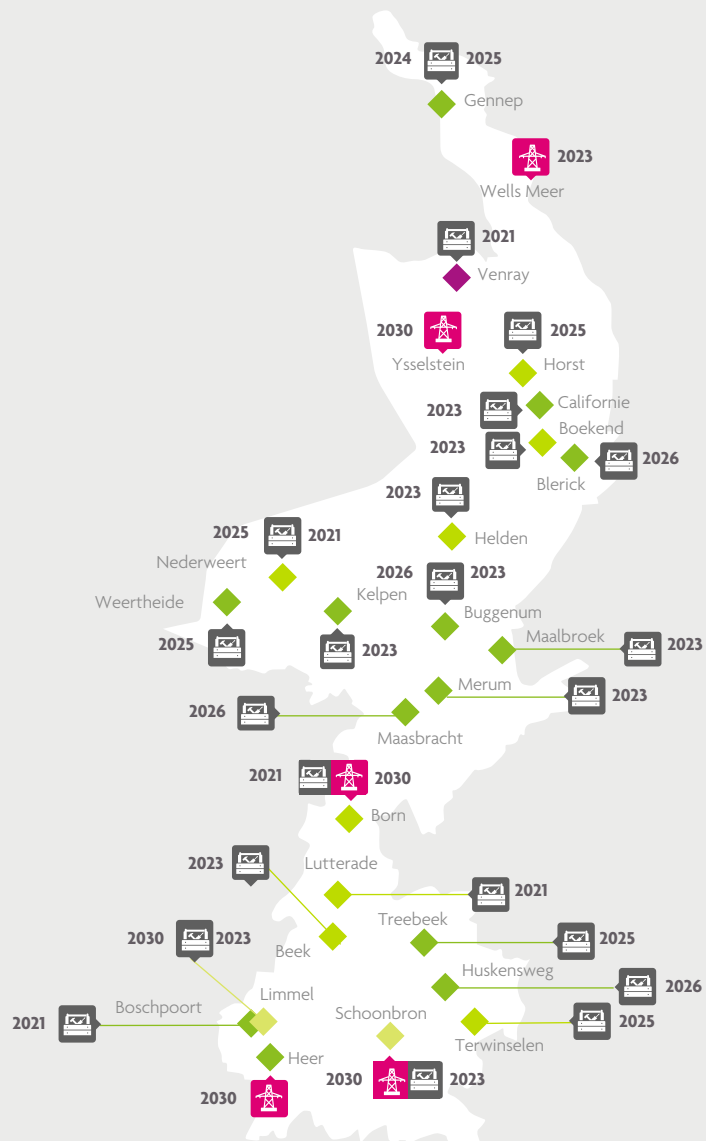 2024 2025
Gennep
2023
Wells Meer
2021
Venray
2030
Ysselstein
2025
Horst
2023
Californie
2023
Boekend
2026
Blerick
2023
Helden
2025 2021
Nederweert
Weertheide
2025
Kelpen
2023
2026 2023
Buggenum
Maalbroek
2023
Merum
2023
2026
Maasbracht
2021 2030
Born
2023
Lutterade
2021
Beek
Treebeek
2025
2030 2023
Limmel
Huskensweg
2026
Boschpoort
2021
Schoonbron
Terwinselen
2025
Heer
2030
2030 2023